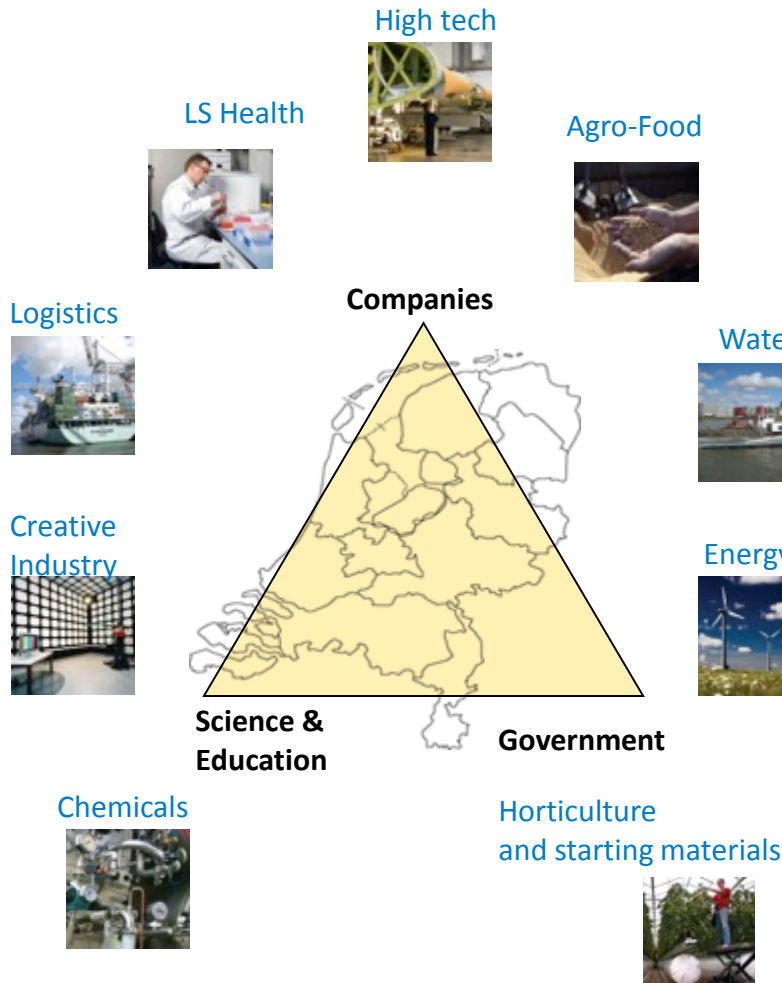 High tech
LS Health
Agro-Food
Companies
Logistics
Wate
Creative
Industry
Energy
Science &
Education
Government
Chemicals
Horticulture
and starting materials